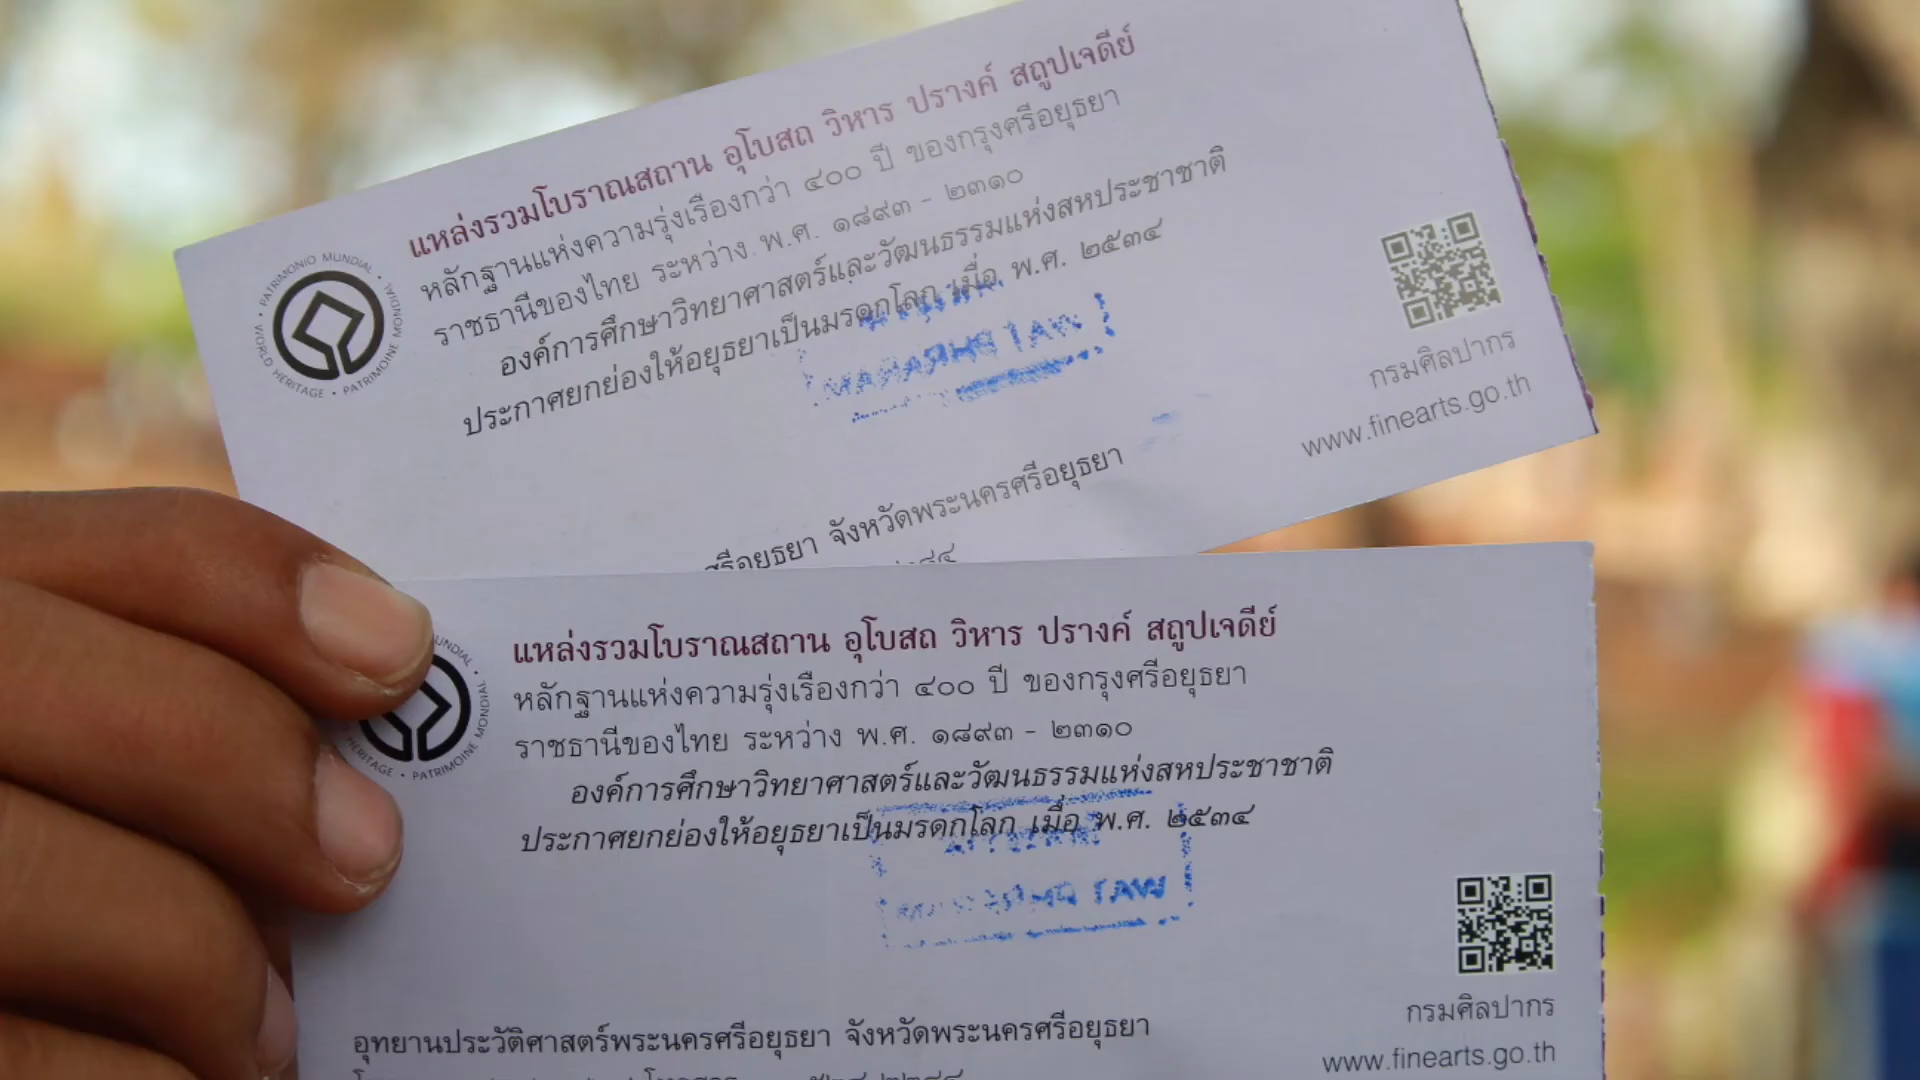 PATRIMONIO MUNDIAL • WORLD HERITAGE • PATRIMOINE MONDIAL •
แหล่งรวมโบราณสถาน อุโบสถ วิหาร ปรางค์ สถูปเจดีย์
หลักฐานแห่งความรุ่งเรืองกว่า ๔๐๐ ปี ของกรุงศรีอยุธยา
ราชธานีของไทย ระหว่าง พ.ศ. ๑๘๙๓ - ๒๓๑๐
องค์การศึกษาวิทยาศาสตร์และวัฒนธรรมแห่งสหประชาชาติ
ประกาศยกย่องให้อยุธยาเป็นมรดกโลก เมื่อ พ.ศ. ๒๕๓๔
กรมศิลปากร
www.finearts.go.th
ศรีอยุธยา จังหวัดพระนครศรีอยุธยา
HERITAGE • PATRIMOINE MONDIAL •
แหล่งรวมโบราณสถาน อุโบสถ วิหาร ปรางค์ สถูปเจดีย์
หลักฐานแห่งความรุ่งเรืองกว่า ๔๐๐ ปี ของกรุงศรีอยุธยา
ราชธานีของไทย ระหว่าง พ.ศ. ๑๘๙๓ - ๒๓๑๐
องค์การศึกษาวิทยาศาสตร์และวัฒนธรรมแห่งสหประชาชาติ
ประกาศยกย่องให้อยุธยาเป็นมรดกโลก เมื่อ พ.ศ. ๒๕๓๔
กรมศิลปากร
www.finearts.go.th
อุทยานประวัติศาสตร์พระนครศรีอยุธยา จังหวัดพระนครศรีอยุธยา